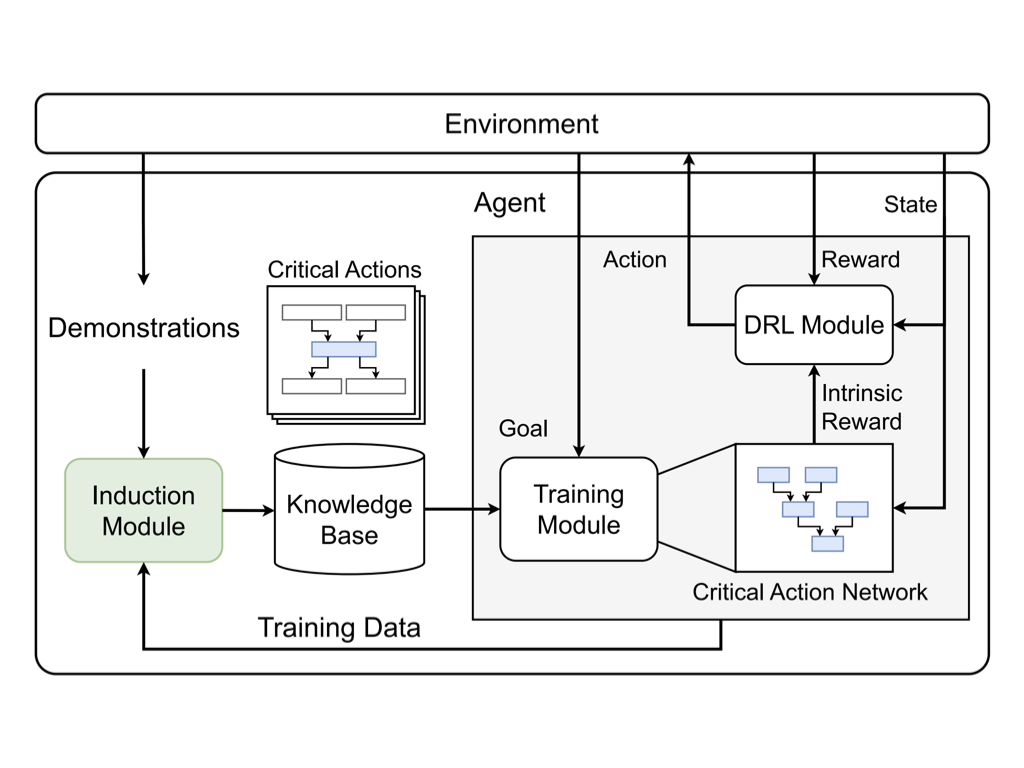 Environment
Agent
State
Action
Reward
Critical Actions
Demonstrations
DRL Module
Intrinsic
Reward
Goal
Induction
Module
Knowledge
Base
Training
Module
Critical Action Network
Training Data